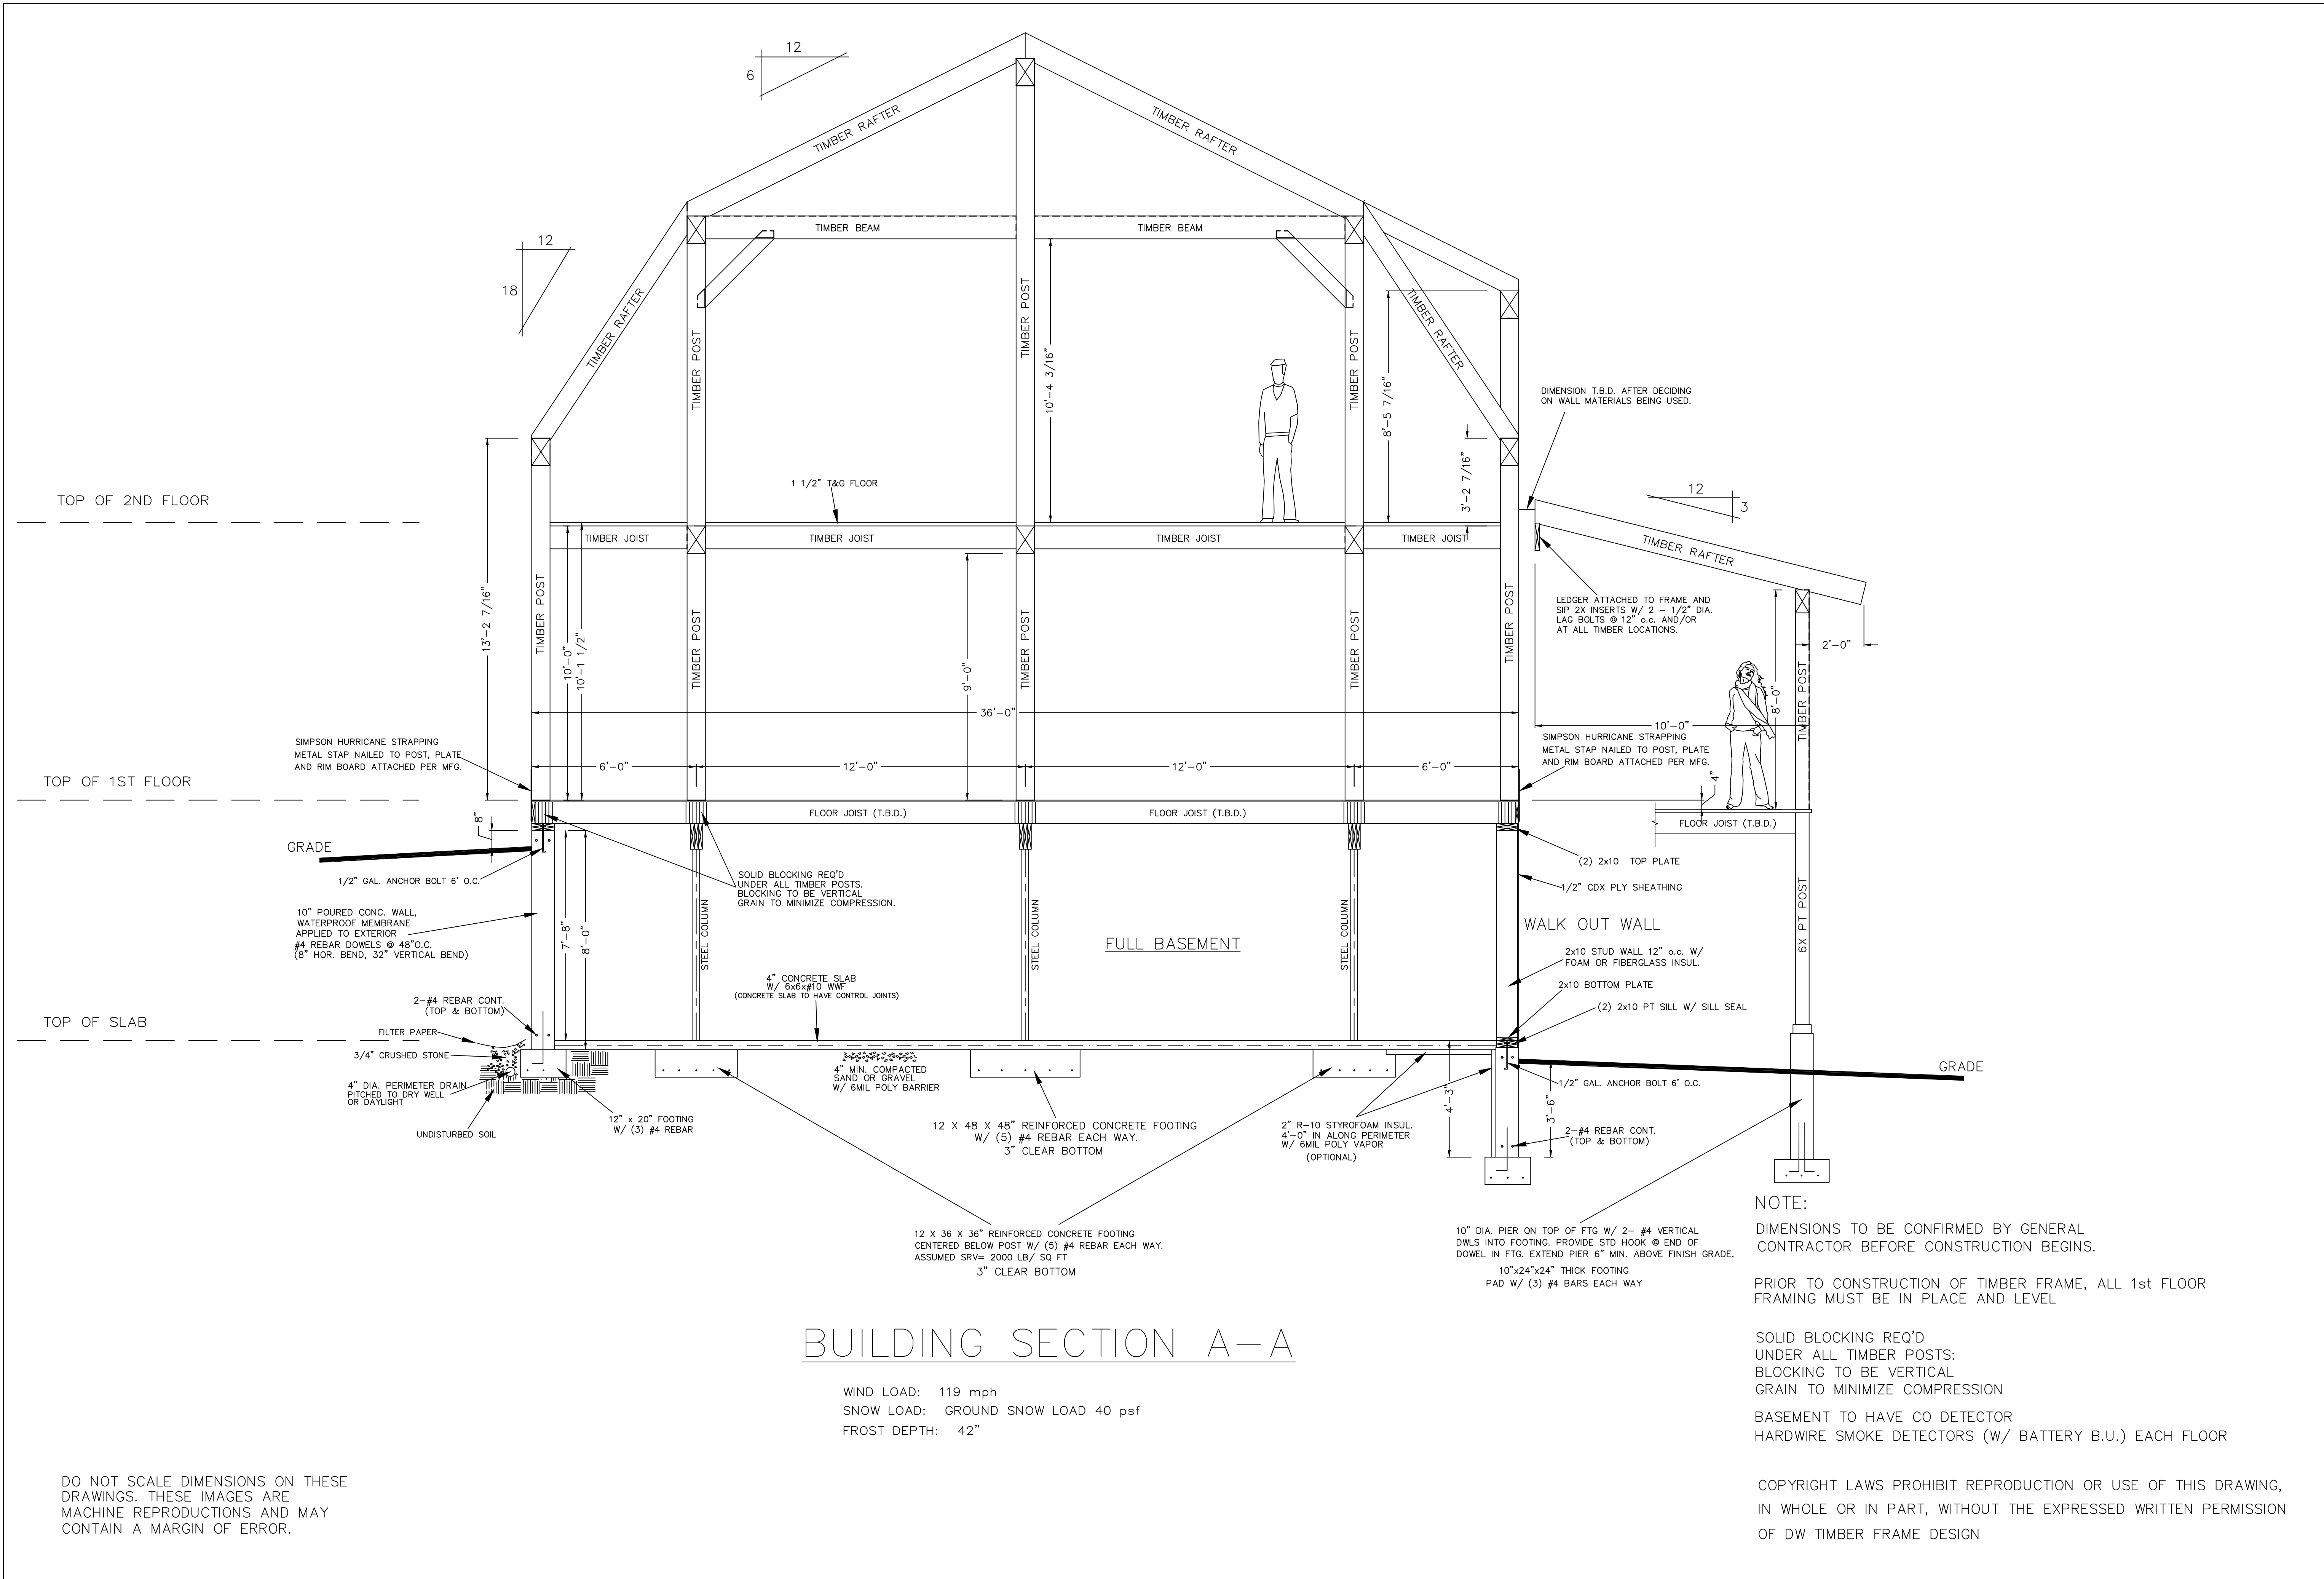 12
6
TIMBER RAFTER
TIMBER RAFTER
TIMBER BEAM
TIMBER BEAM
12
18
TIMBER RAFTER
TIMBER RAFTER
TIMBER POST
TIMBER POST
TIMBER POST
10'-4 3/16"
8'-5 7/16"
3'-2 7/16"
DIMENSION T.B.D. AFTER DECIDING
ON WALL MATERIALS BEING USED.
TOP OF 2ND FLOOR
1 1/2" T&G FLOOR
12
3
TIMBER JOIST
TIMBER JOIST
TIMBER JOIST
TIMBER JOIST
TIMBER RAFTER
13'-2 7/16"
TIMBER POST
10'-0"
10'-1 1/2"
TIMBER POST
9'-0"
TIMBER POST
TIMBER POST
TIMBER POST
LEDGER ATTACHED TO FRAME AND
SIP 2X INSERTS W/ 2 - 1/2" DIA.
LAG BOLTS @ 12" o.c. AND/OR
AT ALL TIMBER LOCATIONS.
2'-0"
8'-0"
TIMBER POST
36'-0"
10'-0"
SIMPSON HURRICANE STRAPPING
METAL STAP NAILED TO POST, PLATE
AND RIM BOARD ATTACHED PER MFG.
SIMPSON HURRICANE STRAPPING
METAL STAP NAILED TO POST, PLATE
AND RIM BOARD ATTACHED PER MFG.
6'-0"
12'-0"
12'-0"
6'-0"
4"
TOP OF 1ST FLOOR
8"
FLOOR JOIST (T.B.D.)
FLOOR JOIST (T.B.D.)
FLOOR JOIST (T.B.D.)
GRADE
(2) 2x10 TOP PLATE
1/2" GAL. ANCHOR BOLT 6' O.C.
SOLID BLOCKING REQ'D
UNDER ALL TIMBER POSTS.
BLOCKING TO BE VERTICAL
GRAIN TO MINIMIZE COMPRESSION.
1/2" CDX PLY SHEATHING
10" POURED CONC. WALL,
WATERPROOF MEMBRANE
APPLIED TO EXTERIOR
#4 REBAR DOWELS @ 48"O.C.
(8" HOR. BEND, 32" VERTICAL BEND)
7'-8"
8'-0"
STEEL COLUMN
STEEL COLUMN
STEEL COLUMN
FULL BASEMENT
WALK OUT WALL
6X PT POST
2x10 STUD WALL 12" o.c. W/
FOAM OR FIBERGLASS INSUL.
4" CONCRETE SLAB
W/ 6x6x#10 WWF
(CONCRETE SLAB TO HAVE CONTROL JOINTS)
2x10 BOTTOM PLATE
(2) 2x10 PT SILL W/ SILL SEAL
2-#4 REBAR CONT.
(TOP & BOTTOM)
TOP OF SLAB
FILTER PAPER
3/4" CRUSHED STONE
4" DIA. PERIMETER DRAIN
PITCHED TO DRY WELL
OR DAYLIGHT
4" MIN. COMPACTED
SAND OR GRAVEL
W/ 6MIL POLY BARRIER
GRADE
1/2" GAL. ANCHOR BOLT 6' O.C.
4'-3"
3'-6"
UNDISTURBED SOIL
12" x 20" FOOTING
W/ (3) #4 REBAR
12 X 48 X 48" REINFORCED CONCRETE FOOTING
W/ (5) #4 REBAR EACH WAY.
3" CLEAR BOTTOM
2" R-10 STYROFOAM INSUL.
4'-0" IN ALONG PERIMETER
W/ 6MIL POLY VAPOR
(OPTIONAL)
2-#4 REBAR CONT.
(TOP & BOTTOM)
12 X 36 X 36" REINFORCED CONCRETE FOOTING
CENTERED BELOW POST W/ (5) #4 REBAR EACH WAY.
ASSUMED SRV= 2000 LB/ SQ FT
3" CLEAR BOTTOM
10" DIA. PIER ON TOP OF FTG W/ 2- #4 VERTICAL
DWLS INTO FOOTING. PROVIDE STD HOOK @ END OF
DOWEL IN FTG. EXTEND PIER 6" MIN. ABOVE FINISH GRADE.
10"x24"x24" THICK FOOTING
PAD W/ (3) #4 BARS EACH WAY
NOTE:
DIMENSIONS TO BE CONFIRMED BY GENERAL
CONTRACTOR BEFORE CONSTRUCTION BEGINS.
PRIOR TO CONSTRUCTION OF TIMBER FRAME, ALL 1st FLOOR
FRAMING MUST BE IN PLACE AND LEVEL
SOLID BLOCKING REQ'D
UNDER ALL TIMBER POSTS:
BLOCKING TO BE VERTICAL
GRAIN TO MINIMIZE COMPRESSION
BASEMENT TO HAVE CO DETECTOR
HARDWIRE SMOKE DETECTORS (W/ BATTERY B.U.) EACH FLOOR
COPYRIGHT LAWS PROHIBIT REPRODUCTION OR USE OF THIS DRAWING,
IN WHOLE OR IN PART, WITHOUT THE EXPRESSED WRITTEN PERMISSION
OF DW TIMBER FRAME DESIGN
BUILDING SECTION A-A
WIND LOAD: 119 mph
SNOW LOAD: GROUND SNOW LOAD 40 psf
FROST DEPTH: 42"
DO NOT SCALE DIMENSIONS ON THESE
DRAWINGS. THESE IMAGES ARE
MACHINE REPRODUCTIONS AND MAY
CONTAIN A MARGIN OF ERROR.